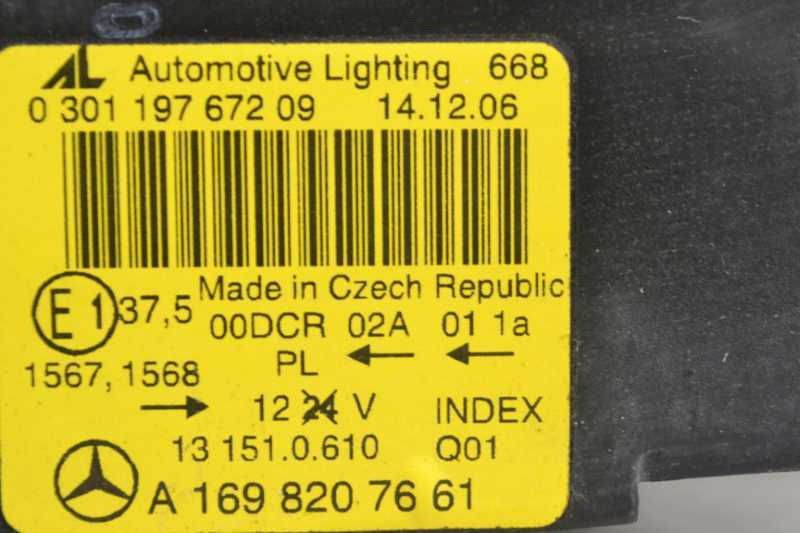 AL Automotive Lighting 668
0 301 197 672 09 14.12.06
Made in Czech Republic
E1 37,5 00DCR 02A 01 1a
PL ← ←
1567, 1568
→ 12 24 V INDEX
13 151.0.610 Q01
A 169 820 76 61